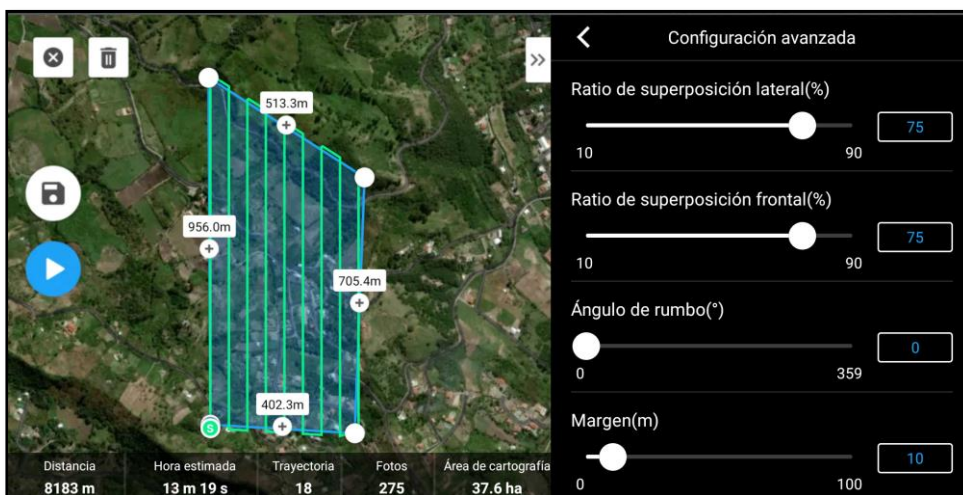 Configuración avanzada
Ratio de superposición lateral(%)
75
10 90
Ratio de superposición frontal(%)
75
10 90
Ángulo de rumbo(°)
0
0 359
Margen(m)
10
0 100
513.3m
956.0m
705.4m
402.3m
S
Distancia Hora estimada Trayectoria Fotos Área de cartografía
8183 m 13 m 19 s 18 275 37.6 ha